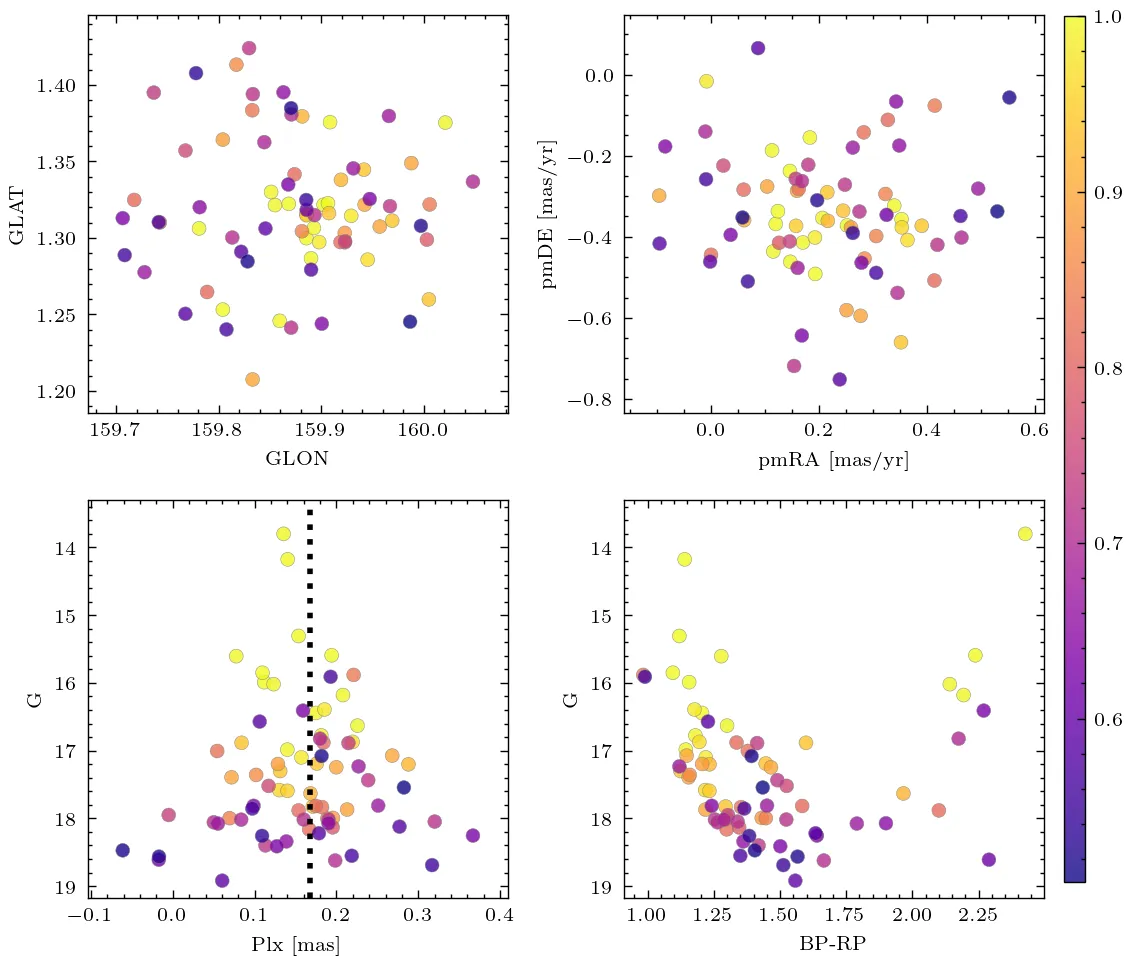 1.40
1.35
1.30
1.25
1.20
GLAT
159.7 159.8 159.9 160.0
GLON
0.0
−0.2
−0.4
−0.6
−0.8
pmDE [mas/yr]
0.0 0.2 0.4 0.6
pmRA [mas/yr]
1.0
0.9
0.8
0.7
0.6
14
15
16
17
18
19
G
−0.1 0.0 0.1 0.2 0.3 0.4
Plx [mas]
14
15
16
17
18
19
G
1.00 1.25 1.50 1.75 2.00 2.25
BP-RP